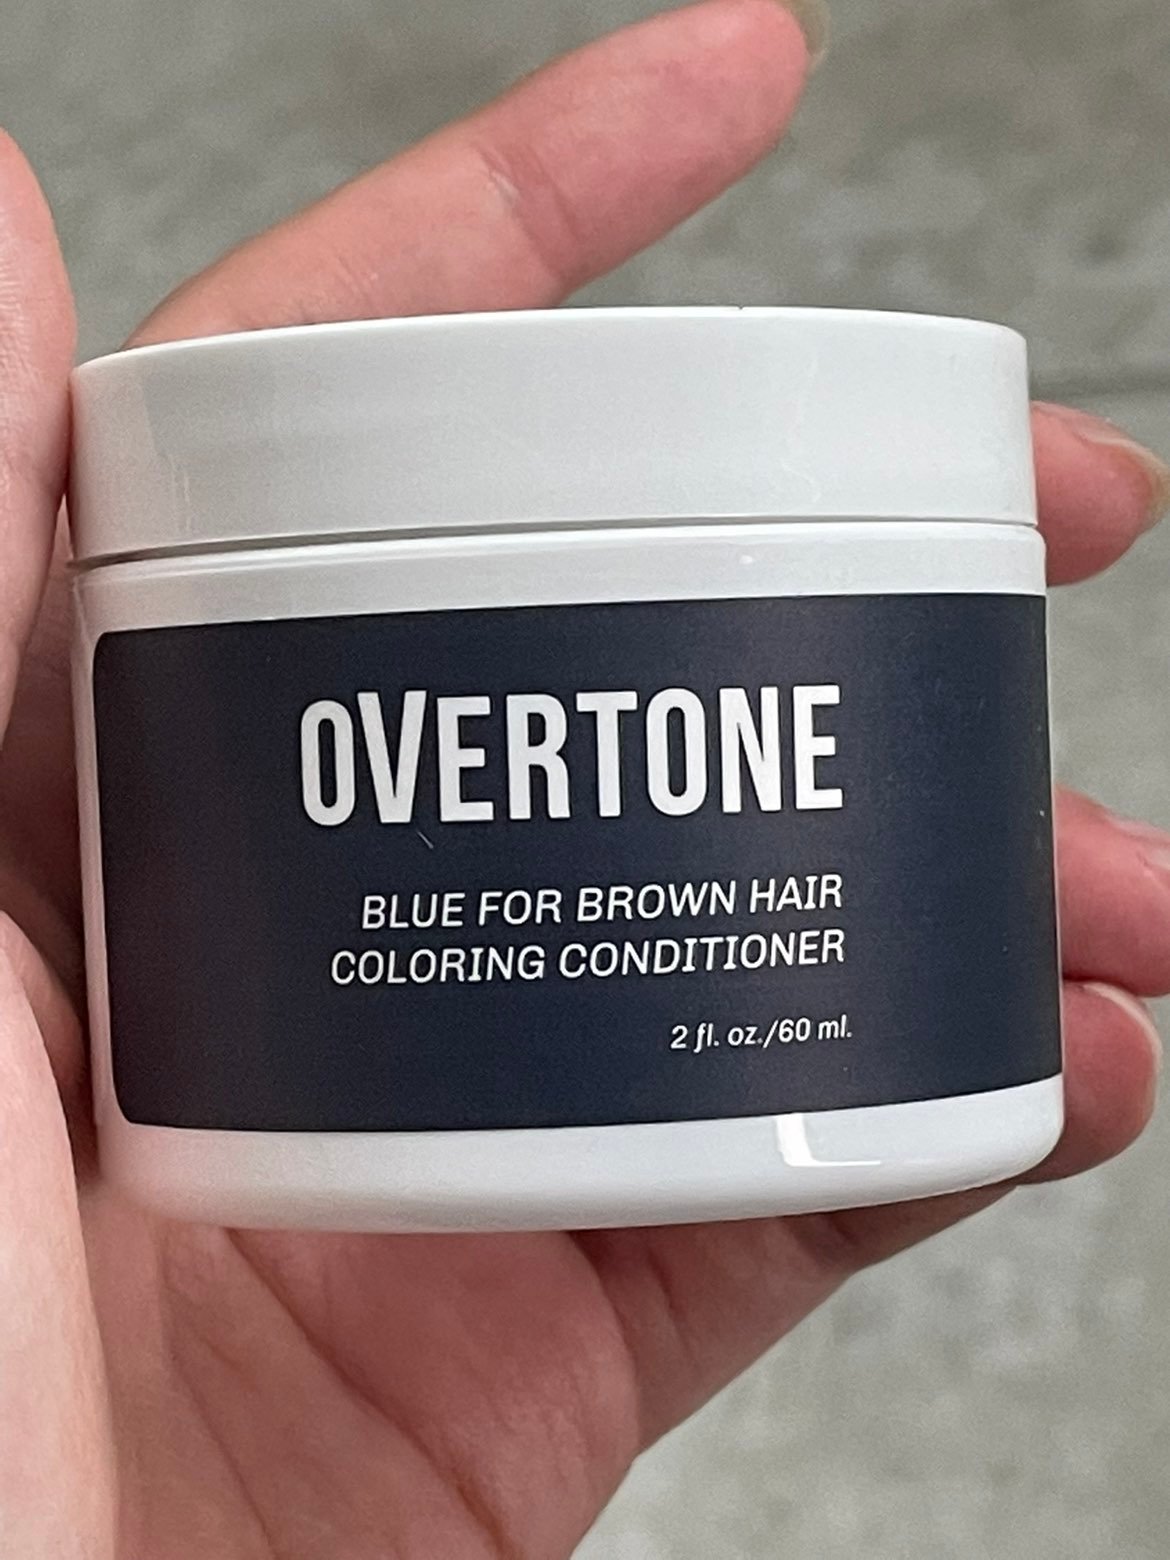 OVERTONE
BLUE FOR BROWN HAIR
COLORING CONDITIONER
2 fl. oz./60 ml.